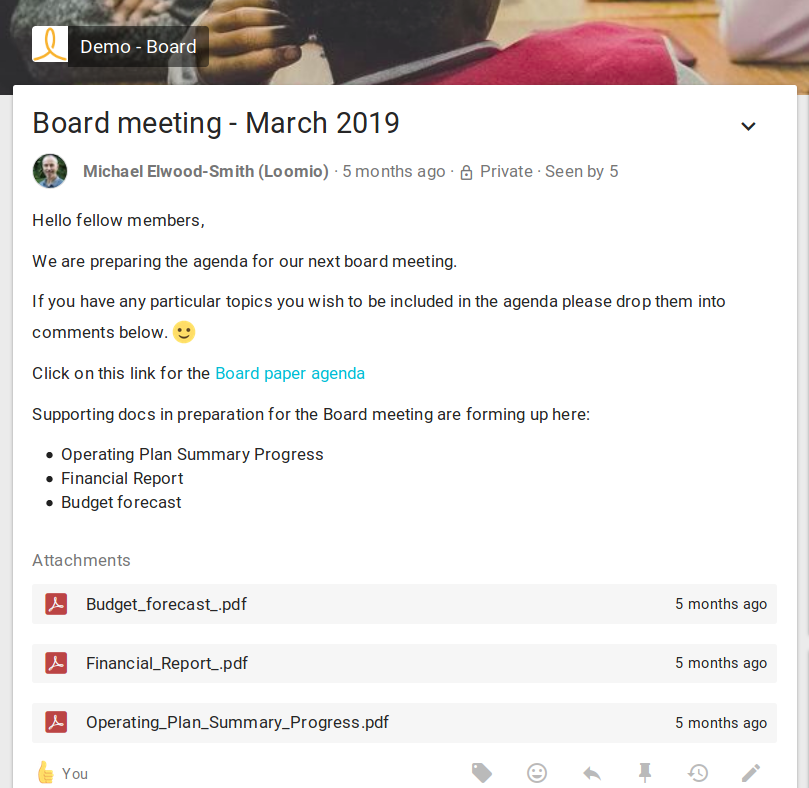 Demo - Board
Board meeting - March 2019
Michael Elwood-Smith (Loomio) · 5 months ago · Private · Seen by 5
Hello fellow members,
We are preparing the agenda for our next board meeting.
If you have any particular topics you wish to be included in the agenda please drop them into
comments below. 🙂
Click on this link for the Board paper agenda
Supporting docs in preparation for the Board meeting are forming up here:
• Operating Plan Summary Progress
• Financial Report
• Budget forecast
Attachments
Budget_forecast_.pdf 5 months ago
Financial_Report_.pdf 5 months ago
Operating_Plan_Summary_Progress.pdf 5 months ago
👍 You